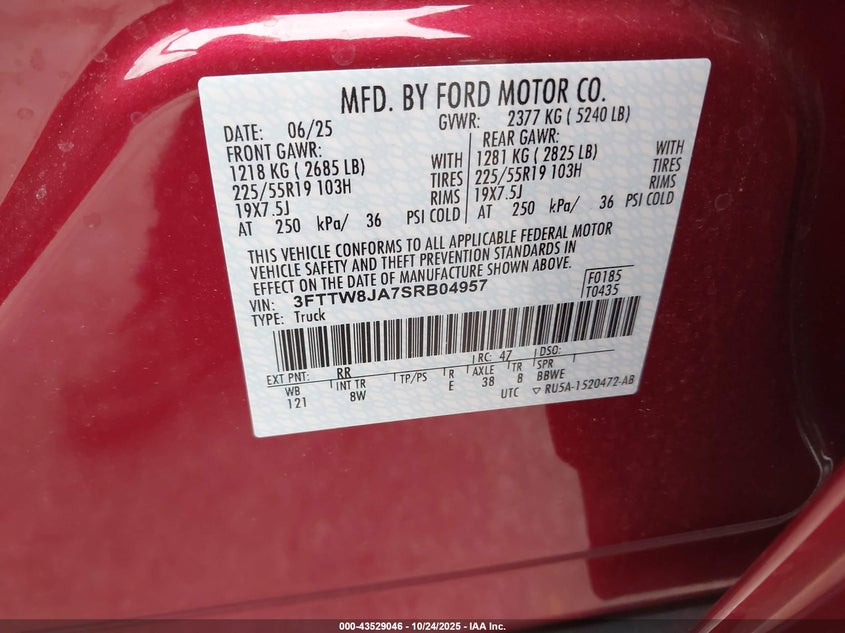 MFD. BY FORD MOTOR CO.
DATE: 06/25 GVWR: 2377 KG ( 5240 LB)
FRONT GAWR: REAR GAWR:
1218 KG ( 2685 LB) WITH 1281 KG ( 2825 LB) WITH
225/55R19 103H TIRES 225/55R19 103H TIRES
19X7.5J RIMS 19X7.5J RIMS
AT 250 kPa/ 36 PSI COLD AT 250 kPa/ 36 PSI COLD
THIS VEHICLE CONFORMS TO ALL APPLICABLE FEDERAL MOTOR
VEHICLE SAFETY AND THEFT PREVENTION STANDARDS IN
EFFECT ON THE DATE OF MANUFACTURE SHOWN ABOVE.
VIN: 3FTTW8JA7SRB04957 F0185
TYPE: Truck T0435
EXT PNT: RR RC: 47 DSO:
WB INT TR TP/PS R AXLE TR SPR
121 8W E 38 8 BBWE
UTC ▽ RU5A-1520472-AB
000-43529046 - 10/24/2025 - IAA Inc.